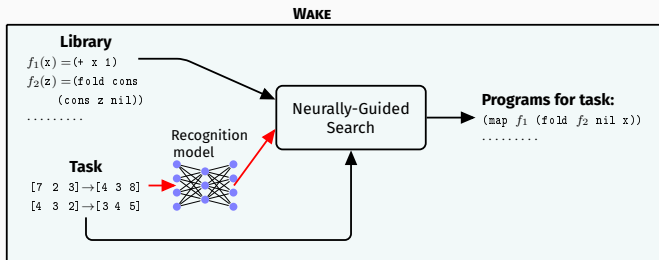 WAKE
Library
f₁(x) =(+ x 1)
f₂(z) =(fold cons
(cons z nil))
.........
Neurally-Guided
Search
Programs for task:
(map f₁ (fold f₂ nil x))
.........
Recognition
model
Task
[7 2 3]→[4 3 8]
[4 3 2]→[3 4 5]